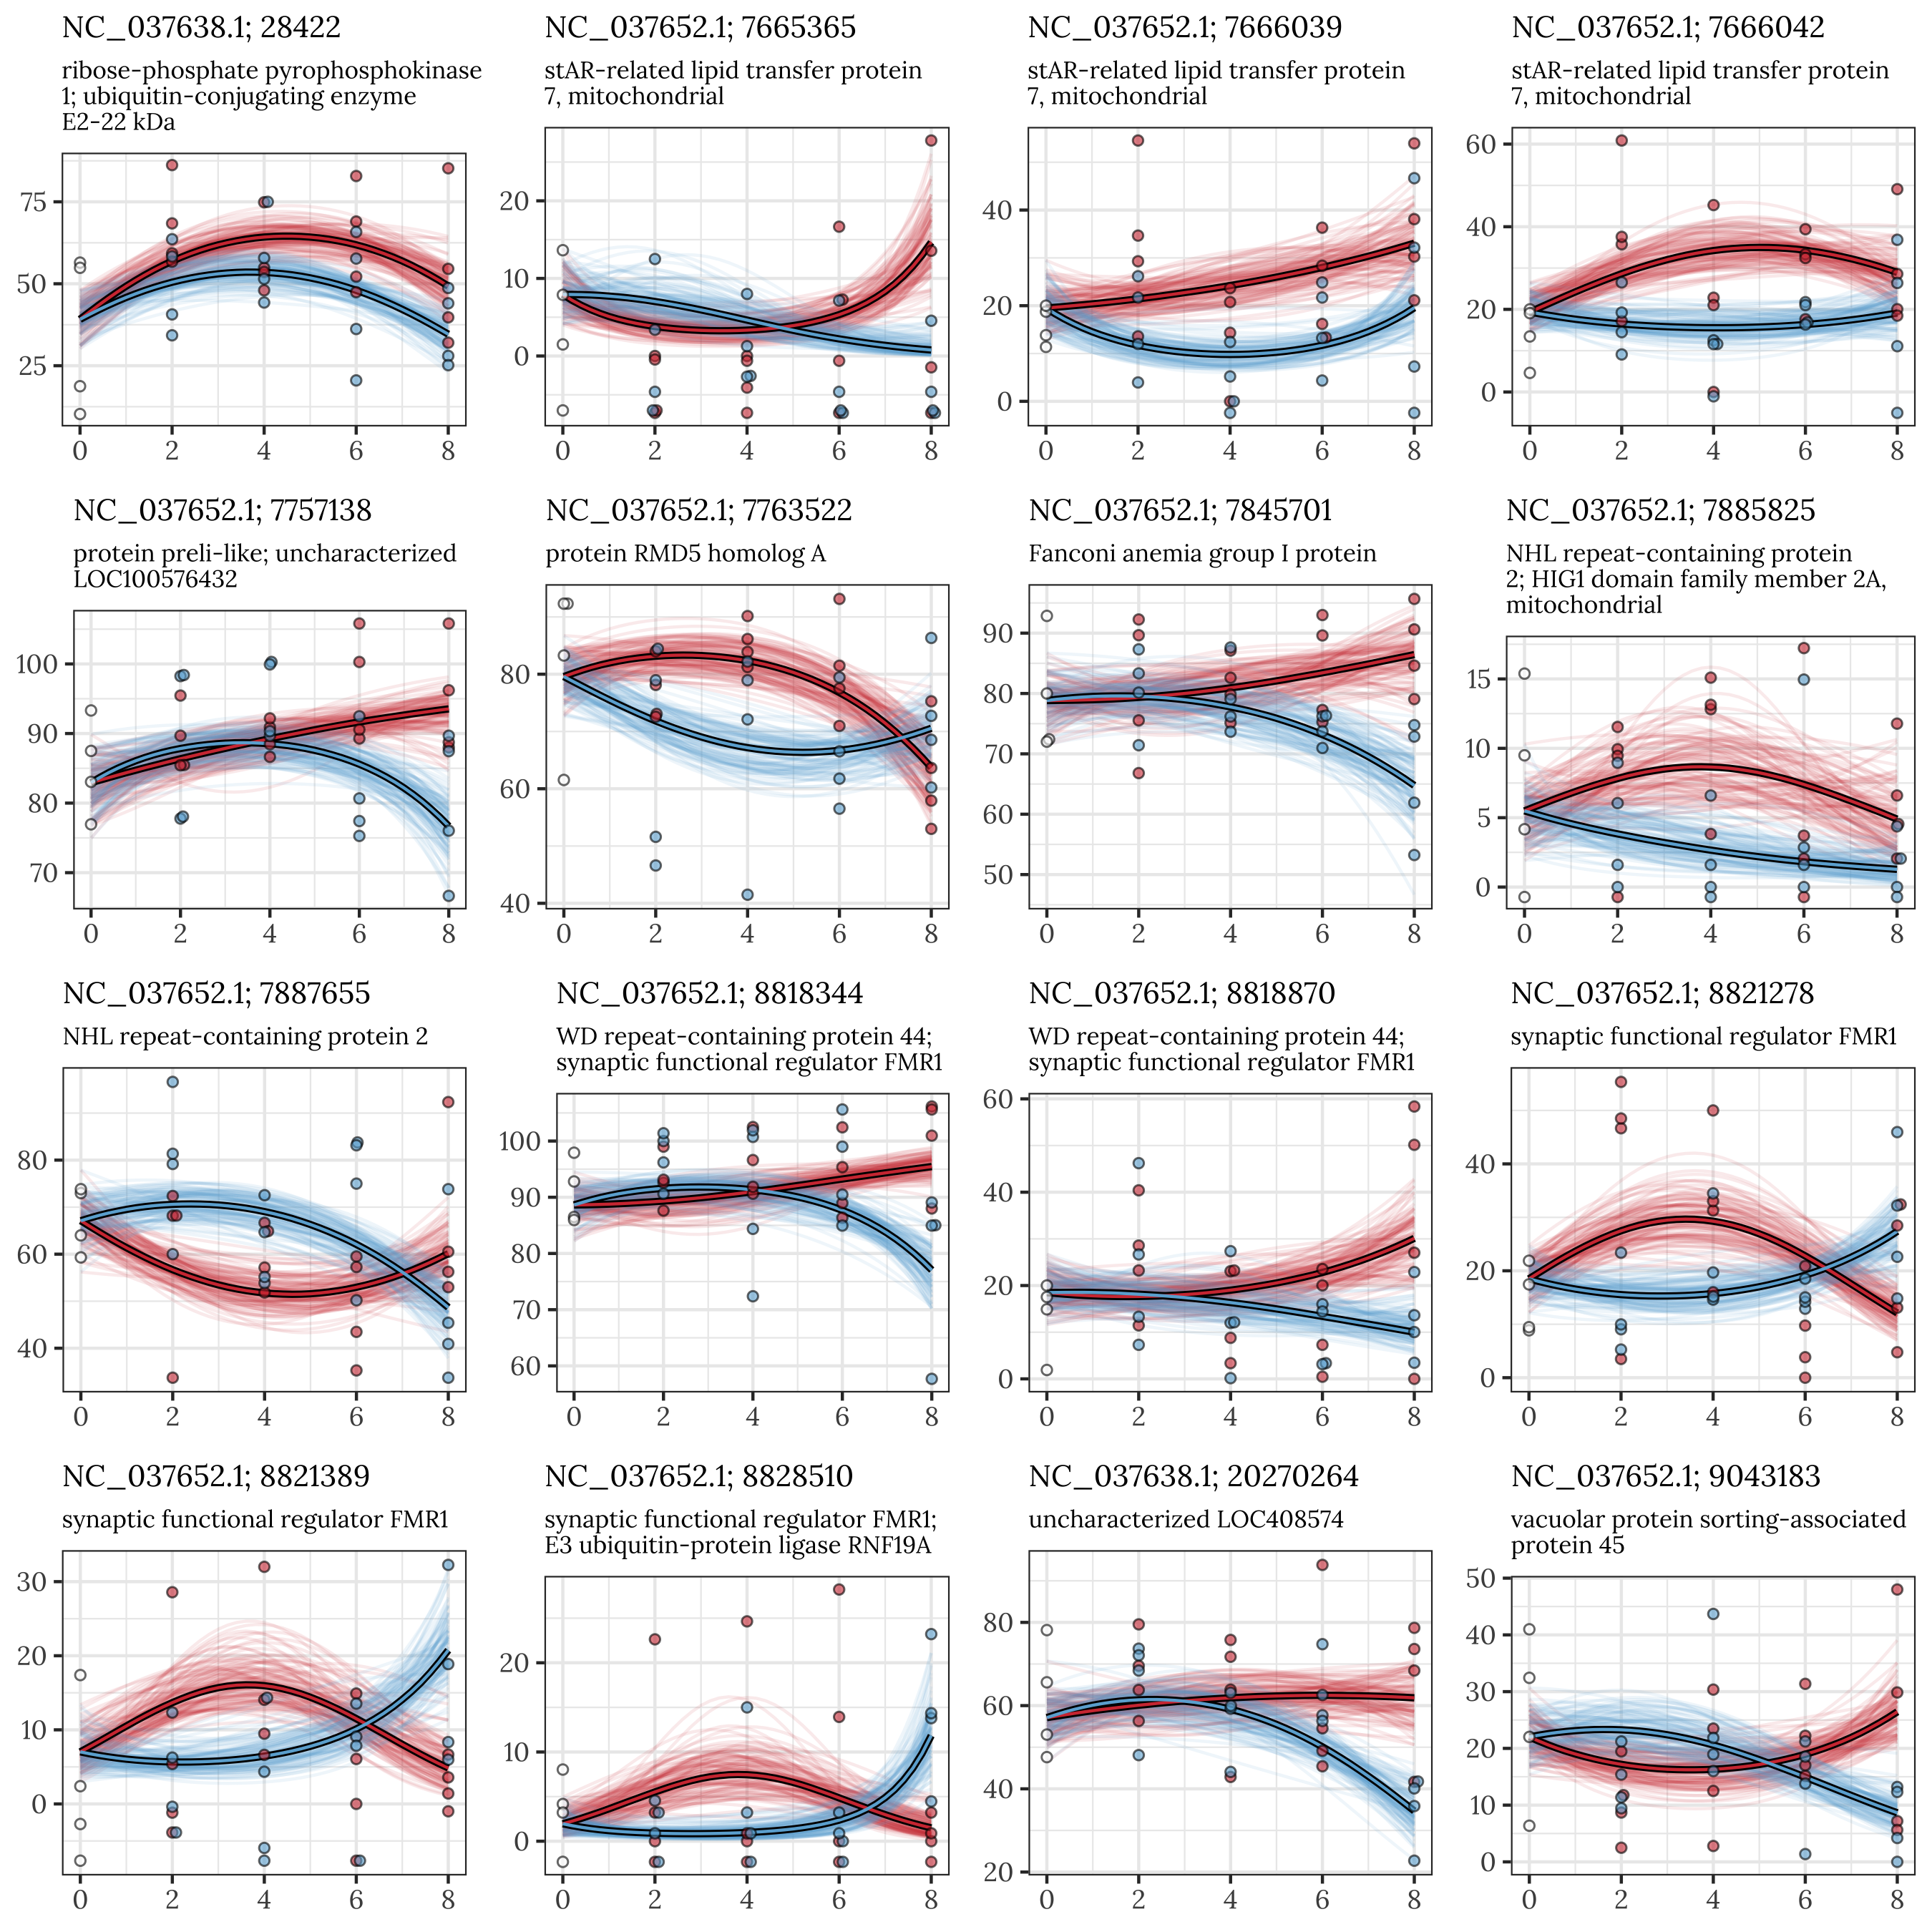 NC_037638.1; 28422
ribose-phosphate pyrophosphokinase
1; ubiquitin-conjugating enzyme
E2-22 kDa
75
50
25
0 2 4 6 8
NC_037652.1; 7665365
stAR-related lipid transfer protein
7, mitochondrial
20
10
0
0 2 4 6 8
NC_037652.1; 7666039
stAR-related lipid transfer protein
7, mitochondrial
40
20
0
0 2 4 6 8
NC_037652.1; 7666042
stAR-related lipid transfer protein
7, mitochondrial
60
40
20
0
0 2 4 6 8
NC_037652.1; 7757138
protein preli-like; uncharacterized
LOC100576432
100
90
80
70
0 2 4 6 8
NC_037652.1; 7763522
protein RMD5 homolog A
80
60
40
0 2 4 6 8
NC_037652.1; 7845701
Fanconi anemia group I protein
90
80
70
60
50
0 2 4 6 8
NC_037652.1; 7885825
NHL repeat-containing protein
2; HIG1 domain family member 2A,
mitochondrial
15
10
5
0
0 2 4 6 8
NC_037652.1; 7887655
NHL repeat-containing protein 2
80
60
40
0 2 4 6 8
NC_037652.1; 8818344
WD repeat-containing protein 44;
synaptic functional regulator FMR1
100
90
80
70
60
0 2 4 6 8
NC_037652.1; 8818870
WD repeat-containing protein 44;
synaptic functional regulator FMR1
60
40
20
0
0 2 4 6 8
NC_037652.1; 8821278
synaptic functional regulator FMR1
40
20
0
0 2 4 6 8
NC_037652.1; 8821389
synaptic functional regulator FMR1
30
20
10
0
0 2 4 6 8
NC_037652.1; 8828510
synaptic functional regulator FMR1;
E3 ubiquitin-protein ligase RNF19A
20
10
0
0 2 4 6 8
NC_037638.1; 20270264
uncharacterized LOC408574
80
60
40
20
0 2 4 6 8
NC_037652.1; 9043183
vacuolar protein sorting-associated
protein 45
50
40
30
20
10
0
0 2 4 6 8